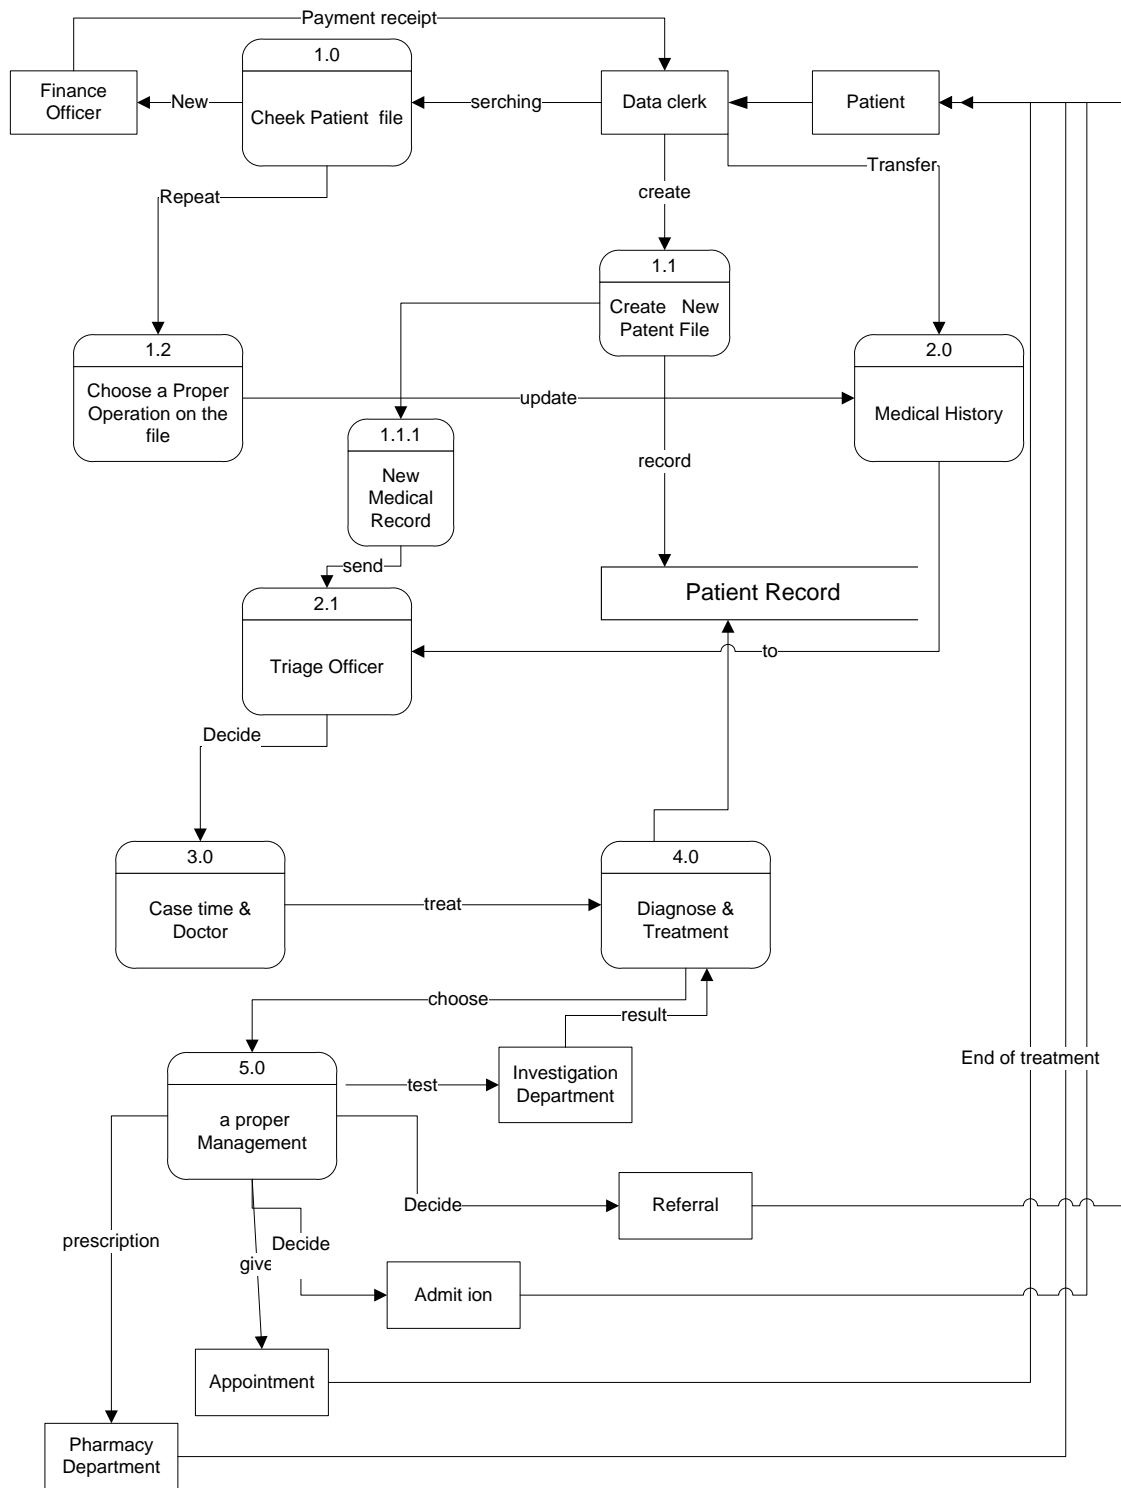 Payment receipt
1.0
Cheek Patient  file
Finance
Officer
New
serching
Data clerk
Patient
Transfer
Repeat
create
1.1
Create   New
Patent File
1.2
Choose a Proper
Operation on the
file
update
2.0
Medical History
1.1.1
New
Medical
Record
record
send
Patient Record
2.1
Triage Officer
to
Decide
3.0
Case time &
Doctor
treat
4.0
Diagnose &
Treatment
choose
result
End of treatment
5.0
a proper
Management
test
Investigation
Department
Decide
Referral
prescription
Decide
give
Admit ion
Appointment
Pharmacy
Department